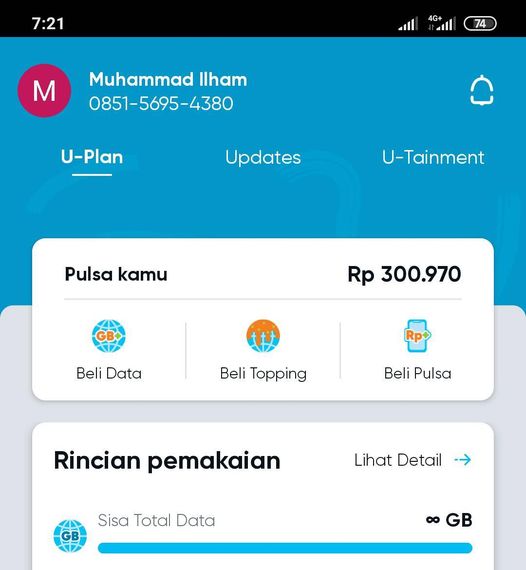 7:21
4G+
74
M
Muhammad Ilham
0851-5695-4380
U-Plan
Updates
U-Tainment
Pulsa kamu
Rp 300.970
GB+
Rp+
Beli Data
Beli Topping
Beli Pulsa
Rincian pemakaian
Lihat Detail
Sisa Total Data
∞ GB
GB